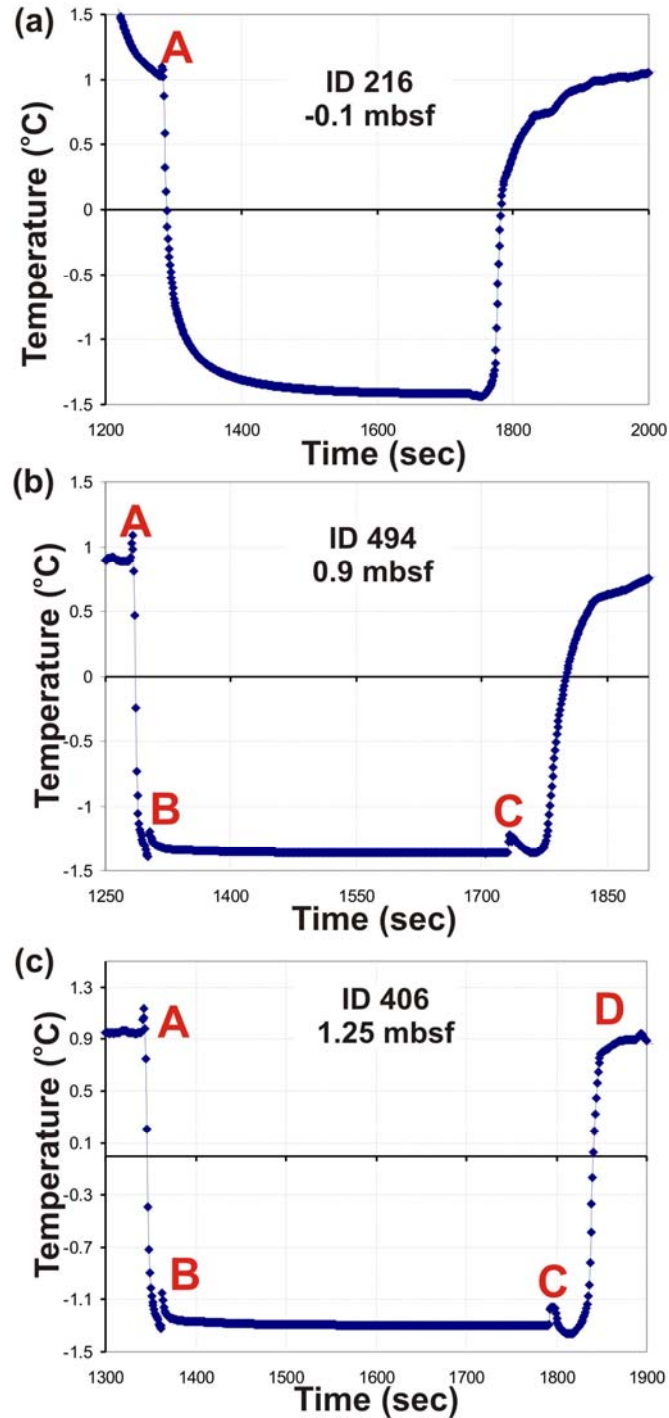 (a)
1.5
1
0.5
0
-0.5
-1
-1.5
Temperature (°C)
A
ID 216
-0.1 mbsf
1200
1400
1600
1800
2000
Time (sec)
(b)
1.5
1
0.5
0
-0.5
-1
-1.5
Temperature (°C)
A
ID 494
0.9 mbsf
B
C
1250
1400
1550
1700
1850
Time (sec)
(c)
1.3
0.9
0.5
0.1
-0.3
-0.7
-1.1
-1.5
Temperature (°C)
A
ID 406
1.25 mbsf
D
B
C
1300
1400
1500
1600
1700
1800
1900
Time (sec)